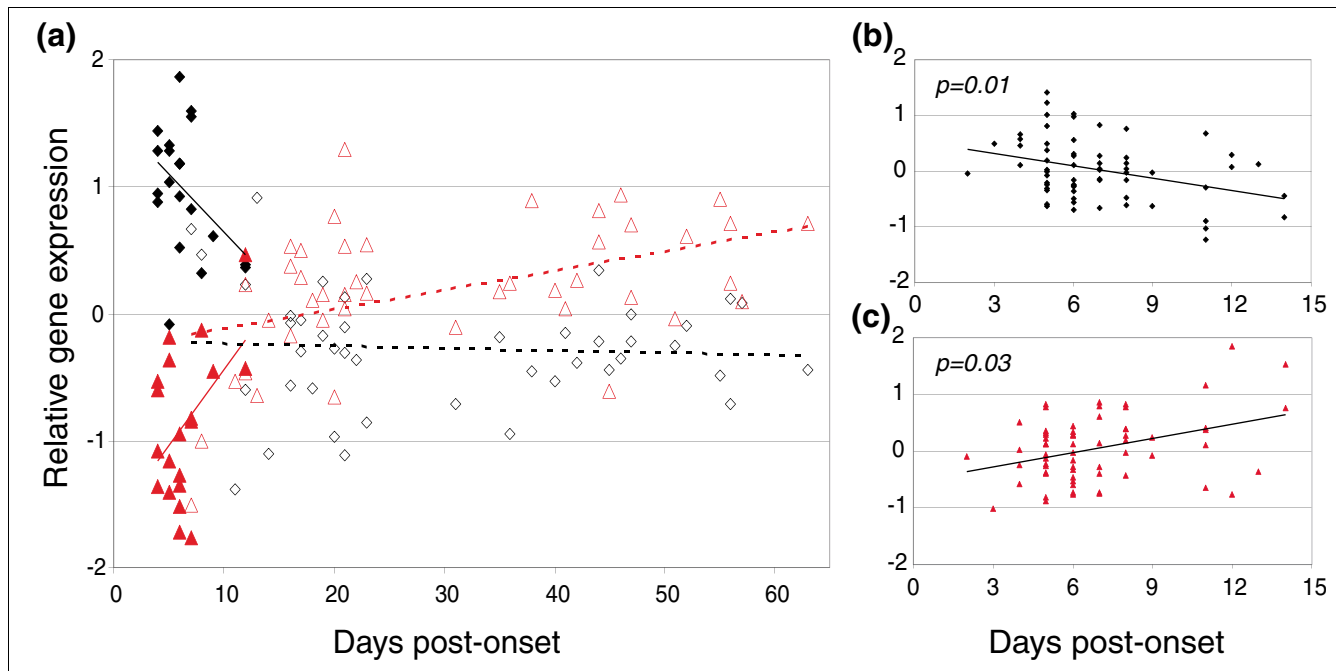 (a)
2
1
0
-1
-2
Relative gene expression
0 10 20 30 40 50 60
Days post-onset
(b)
2
1
0
-1
-2
p=0.01
0 3 6 9 12 15
(c)
2
1
0
-1
-2
p=0.03
0 3 6 9 12 15
Days post-onset